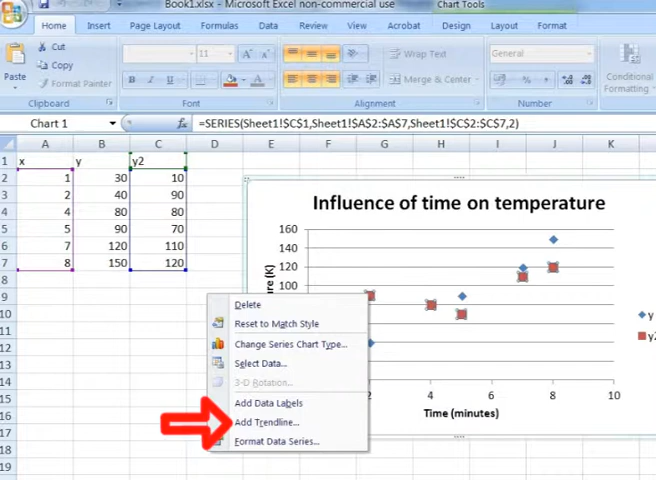 Book1.xlsx - Microsoft Excel non-commercial use
Chart Tools
Home Insert Page Layout Formulas Data Review View Acrobat Design Layout Format
Paste
Cut
Copy
Format Painter
B I U
A
Wrap Text
Merge & Center
General
% ,
Conditional
Formatting
Clipboard Font Alignment Number
Chart 1
fx
=SERIES(Sheet1!$C$1,Sheet1!$A$2:$A$7,Sheet1!$C$2:$C$7,2)
A B C D E F G H I J K
1 x y y2
2 1 30 10
3 2 40 90
4 4 80 80
5 5 90 70
6 7 120 110
7 8 150 120
8
9
10
11
12
13
14
15
16
17
18
19
Influence of time on temperature
160
140
120
100
(K)
4 6 8 10
Time (minutes)
y
y2
Delete
Reset to Match Style
Change Series Chart Type...
Select Data...
3-D Rotation...
Add Data Labels
Add Trendline...
Format Data Series...